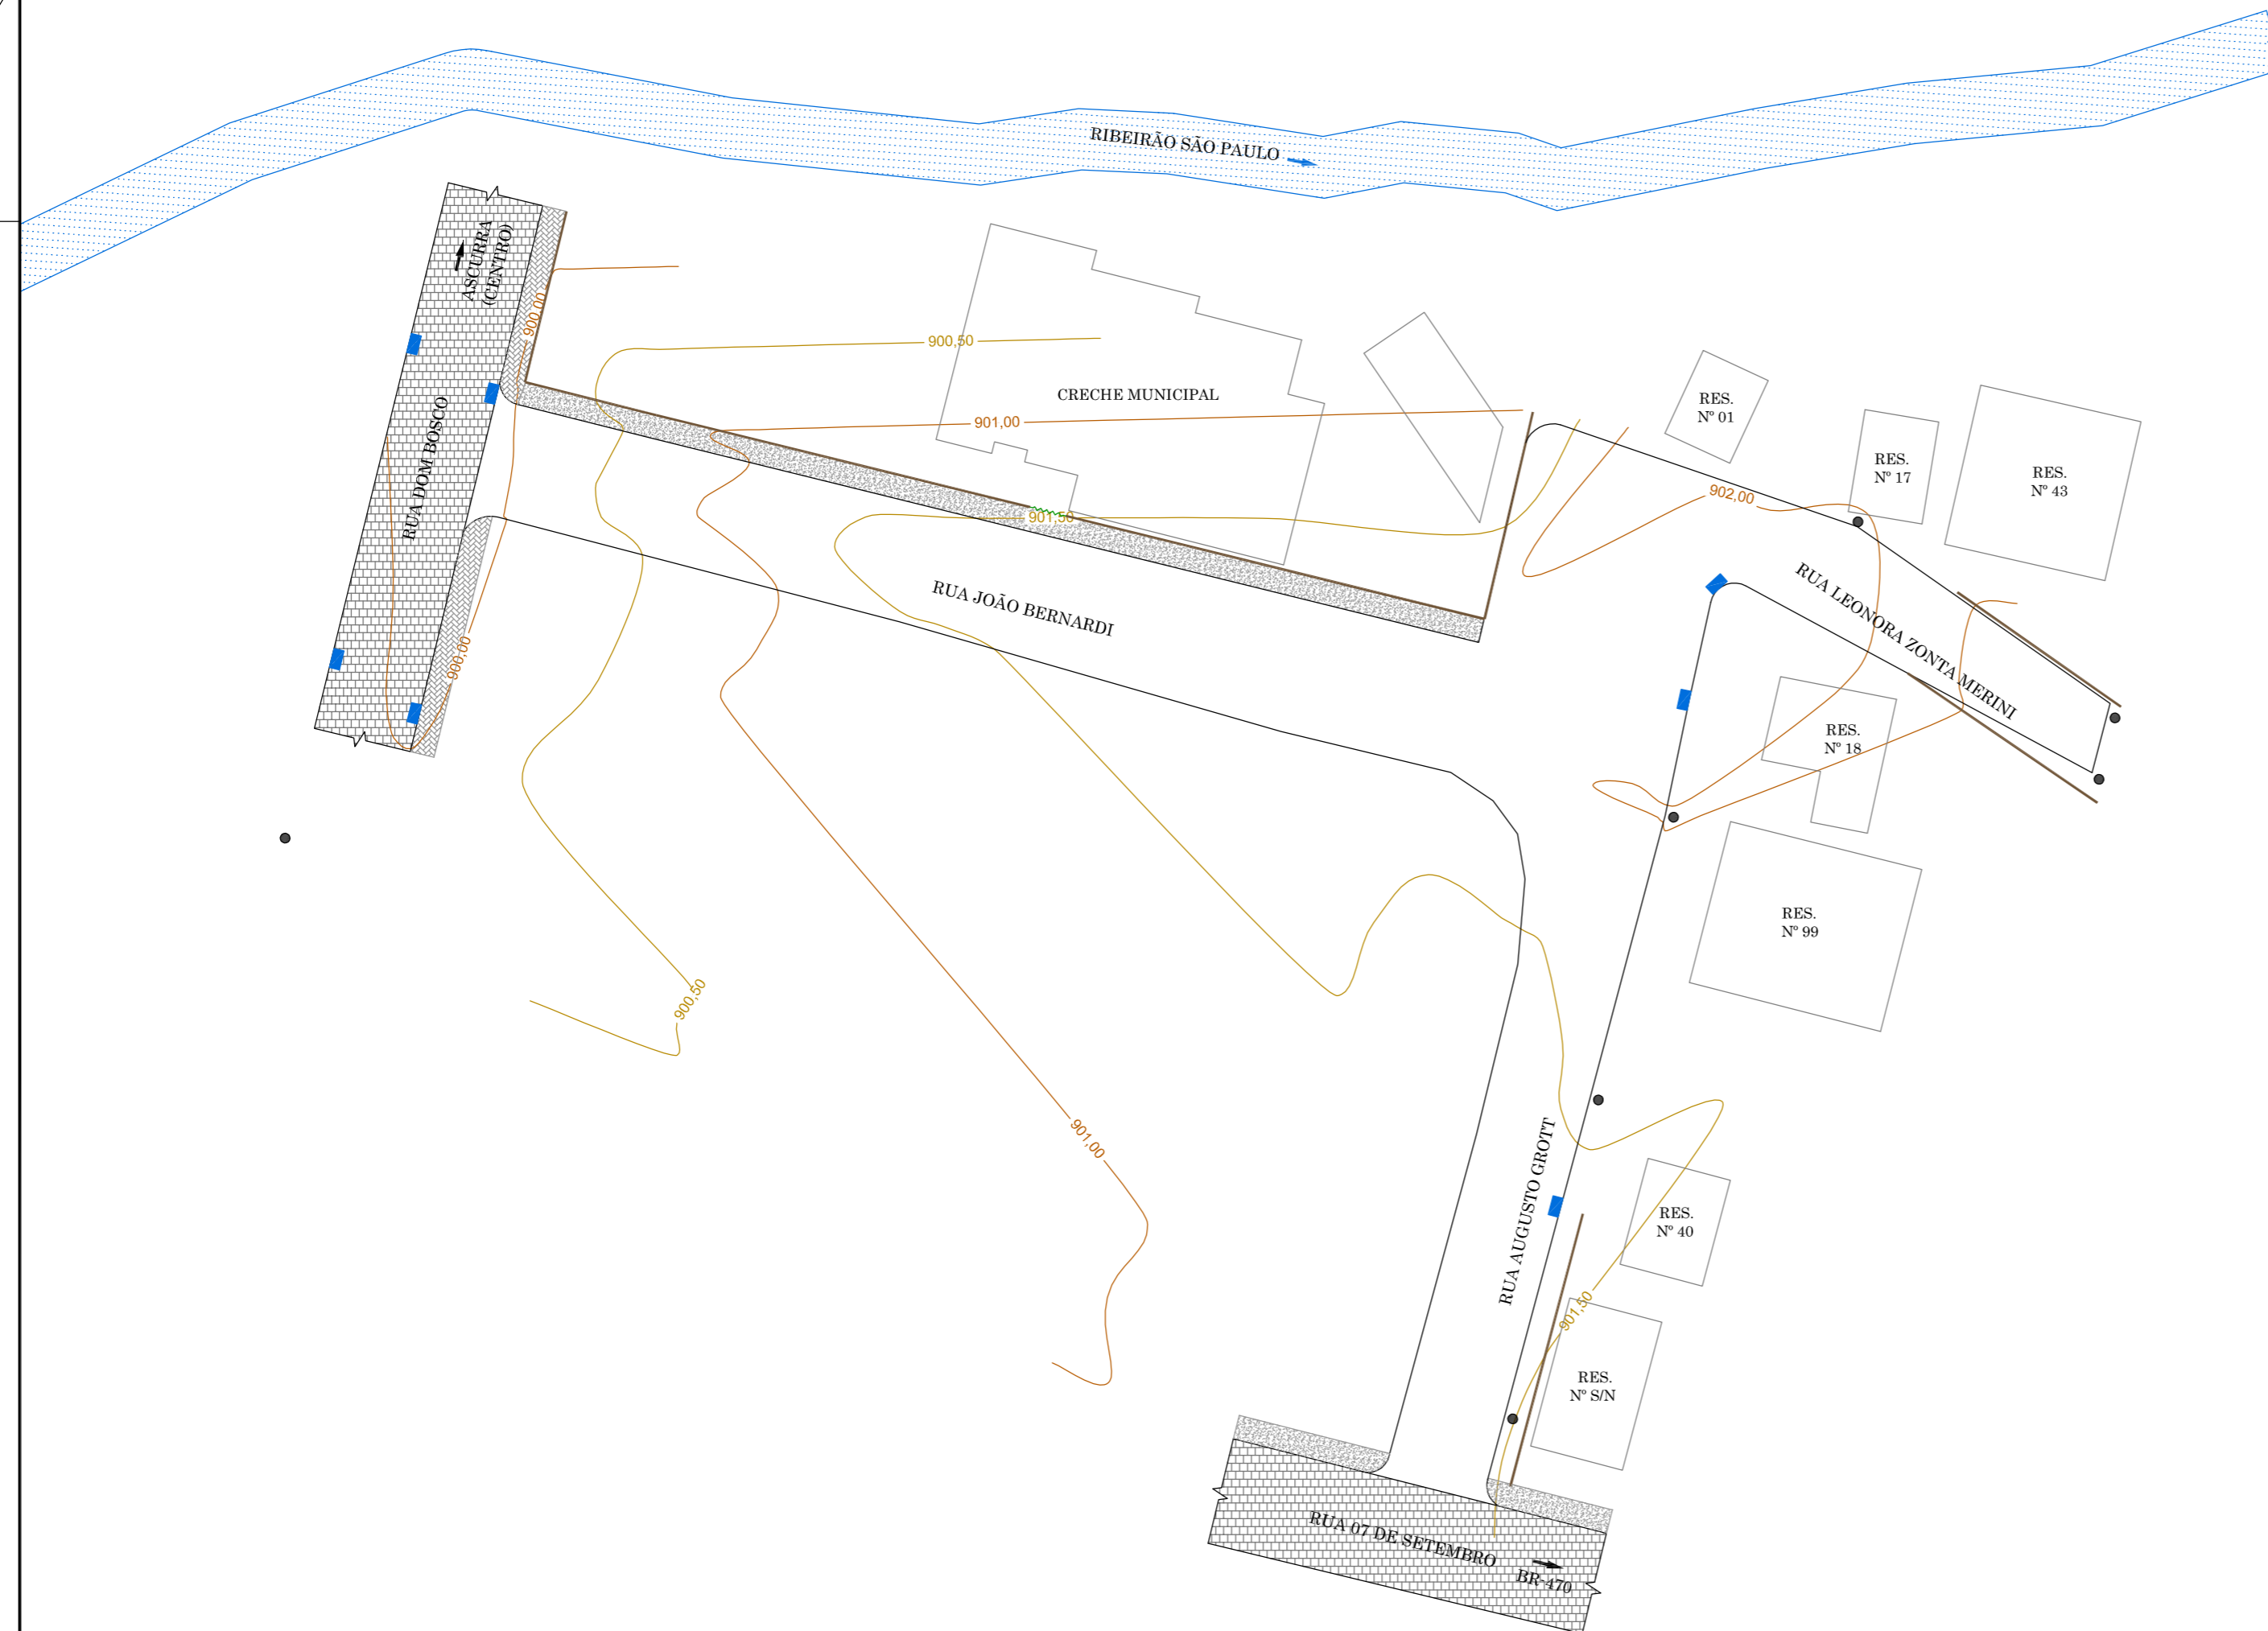 RIBEIRÃO SÃO PAULO
ASCURRA
(CENTRO)
900,00
900,50
CRECHE MUNICIPAL
901,00
RES.
Nº 01
RES.
Nº 17
RES.
Nº 43
902,00
RUA DOM BOSCO
901,50
RUA JOÃO BERNARDI
RUA LEONORA ZONTA MERINI
900,00
RES.
Nº 18
RES.
Nº 99
900,50
901,00
RUA AUGUSTO GROTT
RES.
Nº 40
901,50
RES.
Nº S/N
RUA 07 DE SETEMBRO
BR-470